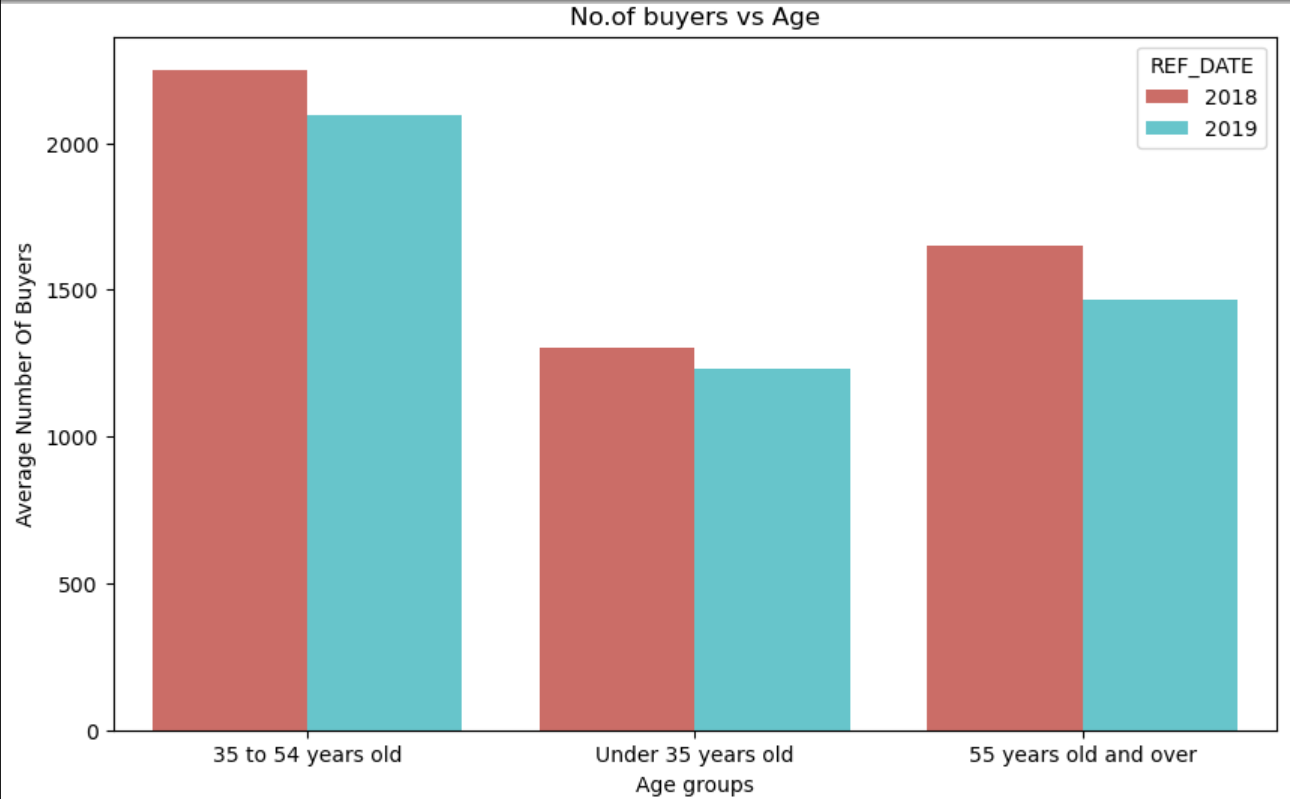 No.of buyers vs Age
REF_DATE
2018
2019
Average Number Of Buyers
2000
1500
1000
500
0
35 to 54 years old
Under 35 years old
55 years old and over
Age groups